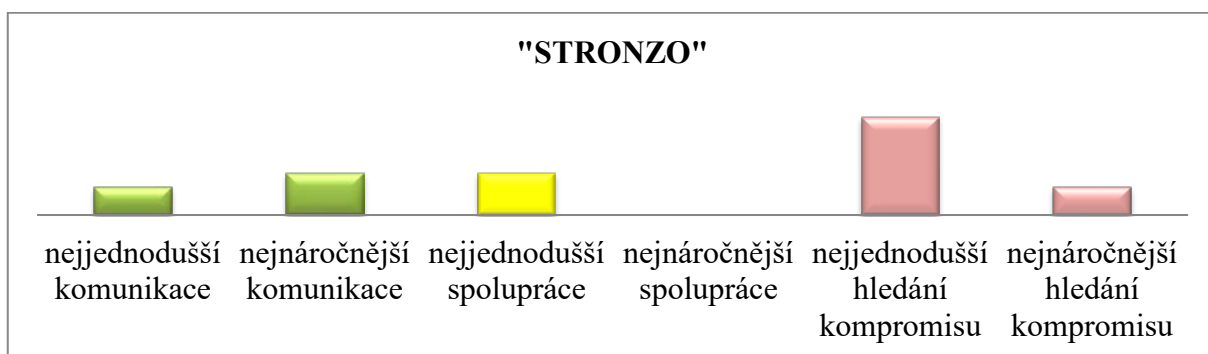 "STRONZO"
nejjednodušší komunikace
nejnáročnější komunikace
nejjednodušší spolupráce
nejnáročnější spolupráce
nejjednodušší hledání kompromisu
nejnáročnější hledání kompromisu